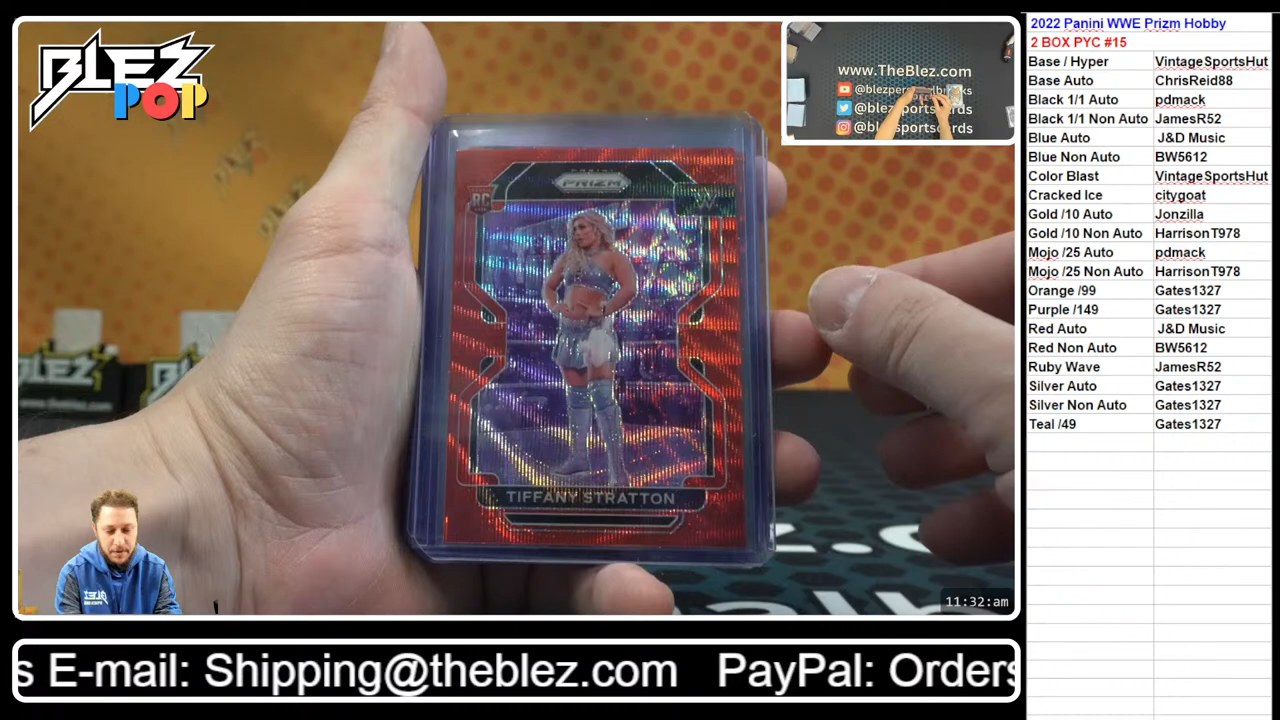 BLEZ
POP
PANINI
PRIZM
RC
W
TIFFANY STRATTON
BLEZ
www.TheBlez.com
www.TheBlez.com
z.c
11:32:am
s E-mail: Shipping@theblez.com PayPal: Orders
2022 Panini WWE Prizm Hobby
2 BOX PYC #15
Base / Hyper VintageSportsHut
Base Auto ChrisReid88
Black 1/1 Auto pdmack
Black 1/1 Non Auto JamesR52
Blue Auto J&D Music
Blue Non Auto BW5612
Color Blast VintageSportsHut
Cracked Ice citygoat
Gold /10 Auto Jonzilla
Gold /10 Non Auto HarrisonT978
Mojo /25 Auto pdmack
Mojo /25 Non Auto HarrisonT978
Orange /99 Gates1327
Purple /149 Gates1327
Red Auto J&D Music
Red Non Auto BW5612
Ruby Wave JamesR52
Silver Auto Gates1327
Silver Non Auto Gates1327
Teal /49 Gates1327